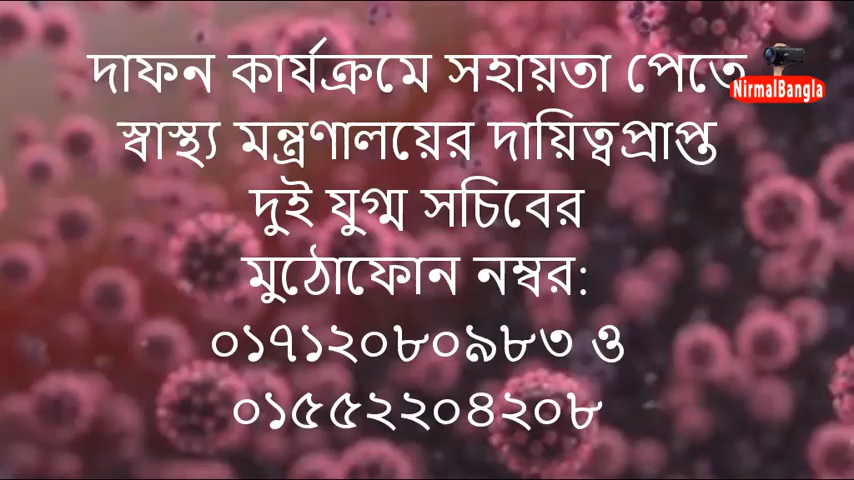 দাফন কার্যক্রমে সহায়তা পেতে
NirmalBangla
স্বাস্থ্য মন্ত্রণালয়ের দায়িত্বপ্রাপ্ত
দুই যুগ্ম সচিবের
মুঠোফোন নম্বর:
০১৭১২০৮০৯৮৩ ও
০১৫৫২২০৪২০৮